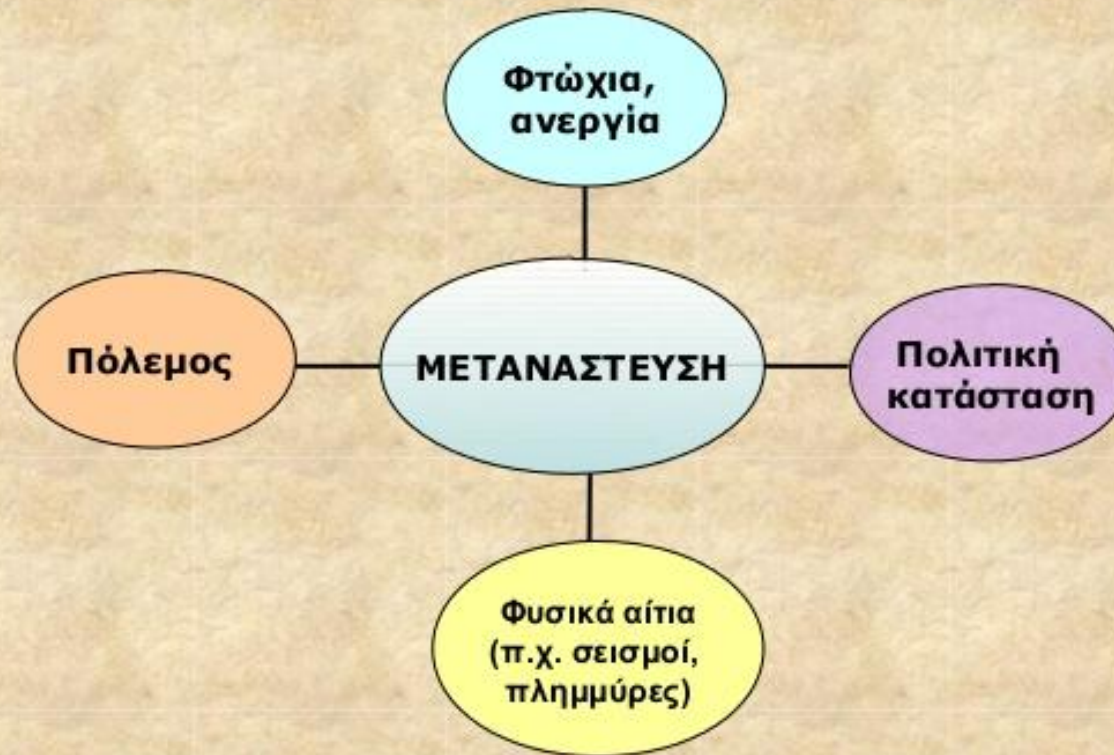 Φτώχια,
ανεργία
Πόλεμος
ΜΕΤΑΝΑΣΤΕΥΣΗ
Πολιτική
κατάσταση
Φυσικά αίτια
(π.χ. σεισμοί,
πλημμύρες)